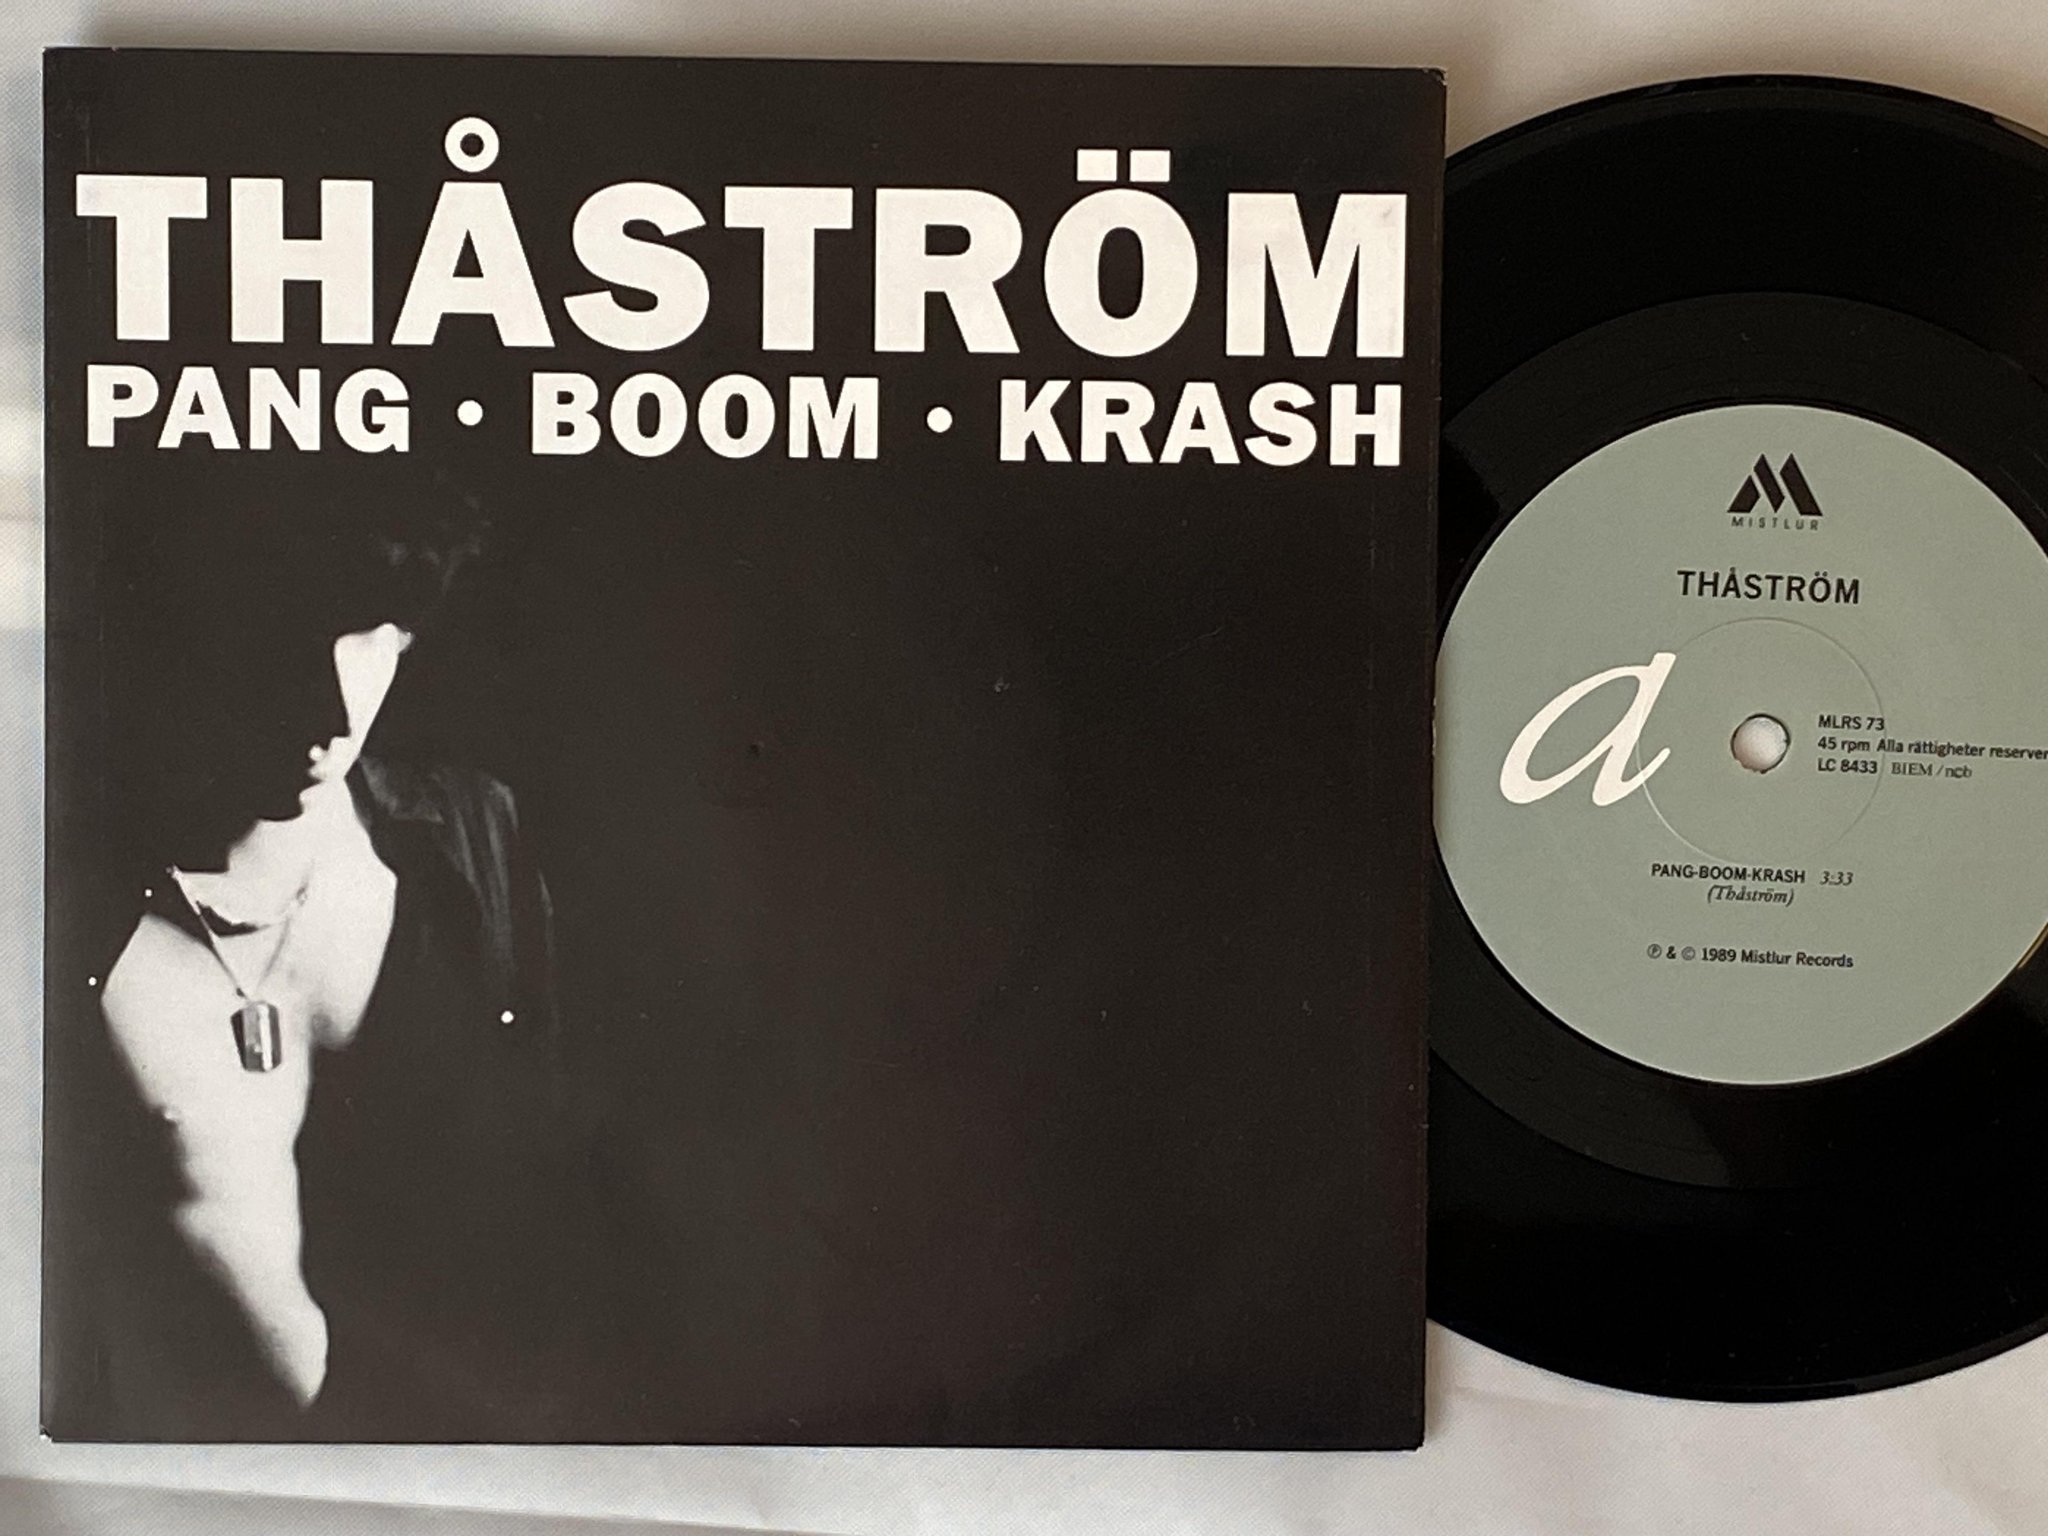 THÅSTRÖM
PANG • BOOM • KRASH
MISTLUR
THÅSTRÖM
a
MLRS 73
45 rpm Alla rättigheter reserver
LC 8433 BIEM/ncb
PANG-BOOM-KRASH 3:33
(Thåström)
℗ & © 1989 Mistlur Records